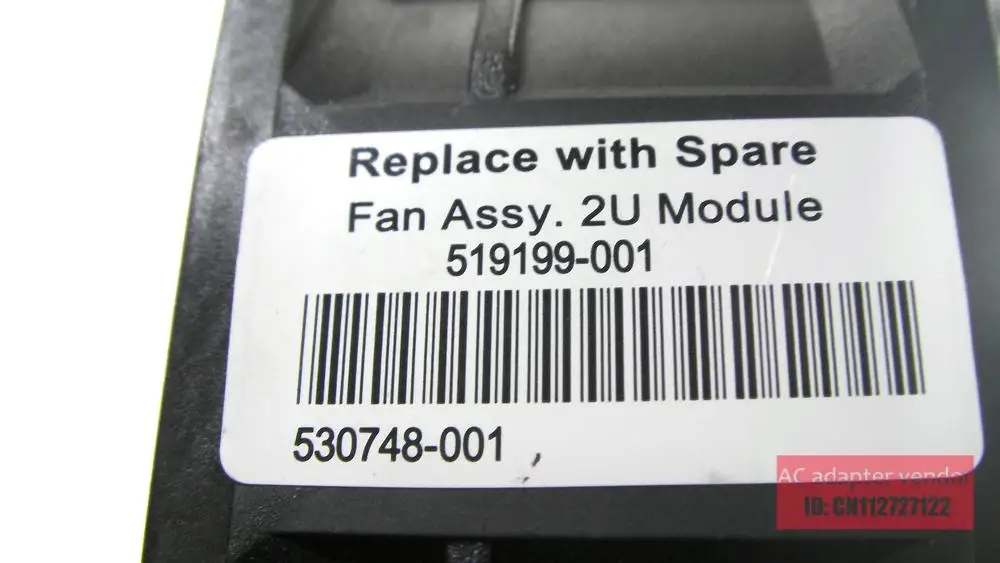 Replace with Spare
Fan Assy. 2U Module
519199-001
530748-001
AC adapter vendor
ID: CN112727122